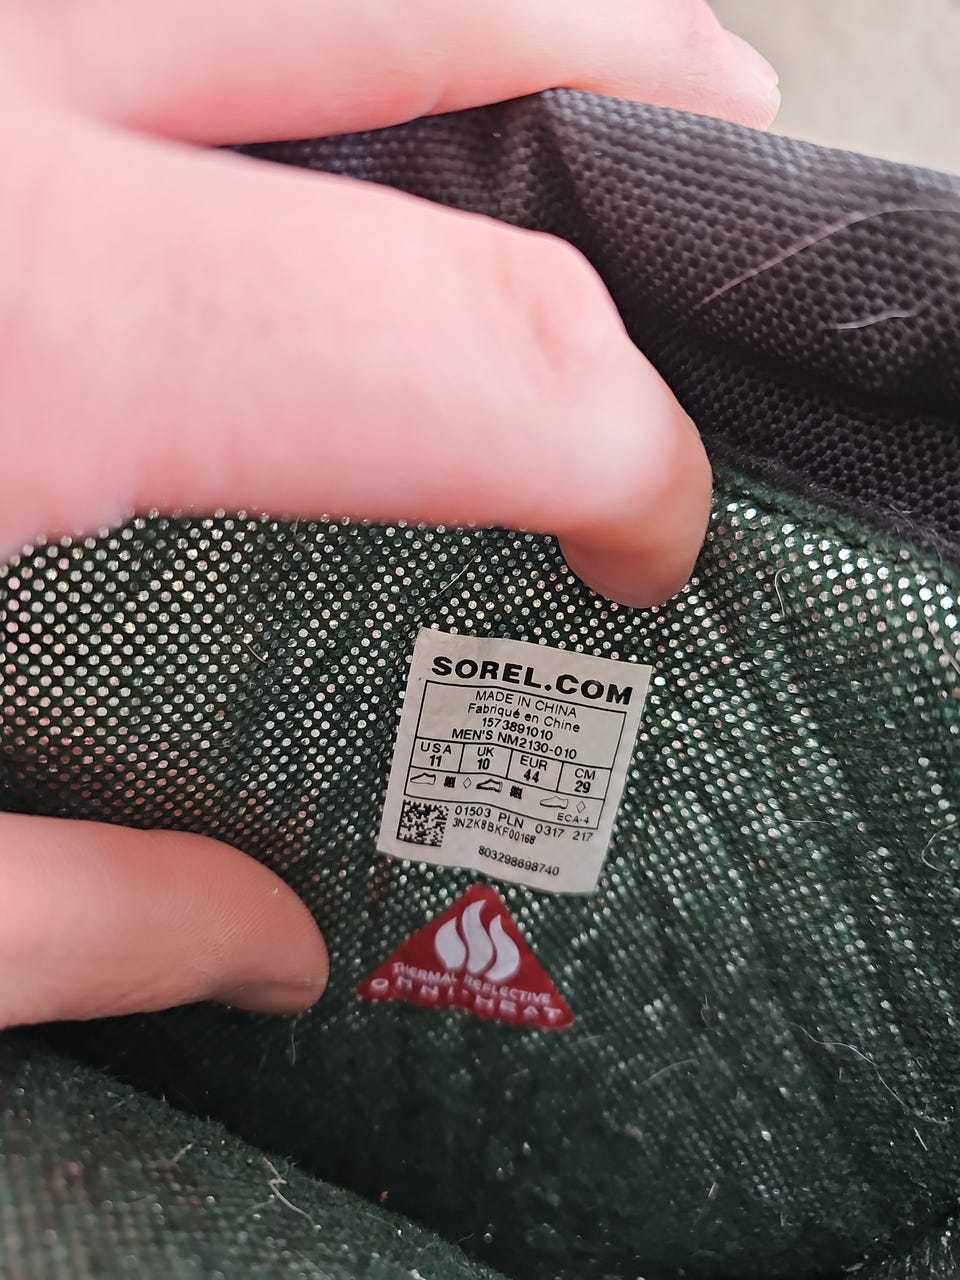 SOREL.COM
MADE IN CHINA
Fabriqué en Chine
1573891010
MEN'S NM2130-010
USA UK EUR CM
11 10 44 29
ECA-4
01503 PLN 0317 217
3NZK8BKF00168
803298698740
THERMAL REFLECTIVE
OMNI-HEAT